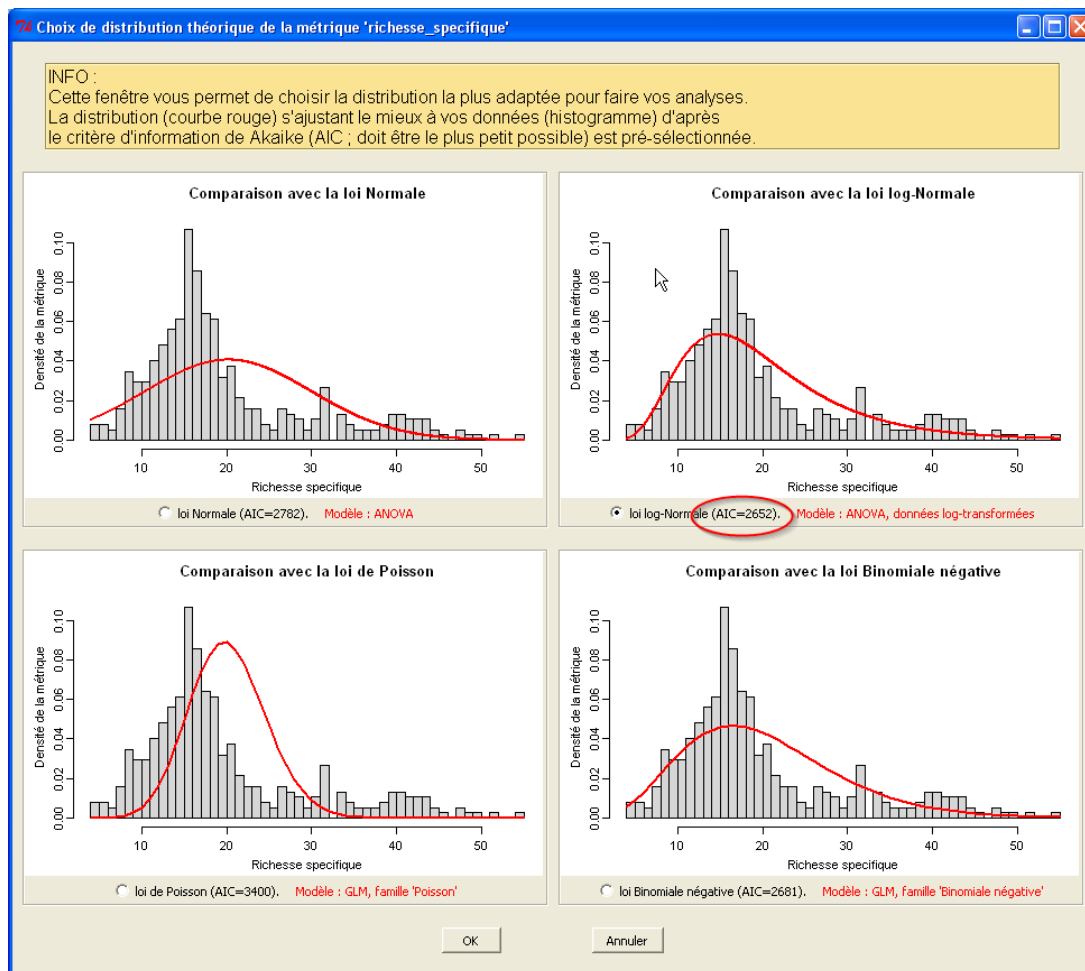 Choix de distribution théorique de la métrique 'richesse_specifique'
INFO :
Cette fenêtre vous permet de choisir la distribution la plus adaptée pour faire vos analyses.
La distribution (courbe rouge) s'ajustant le mieux à vos données (histogramme) d'après
le critère d'information de Akaike (AIC ; doit être le plus petit possible) est pré-sélectionnée.
Comparaison avec la loi Normale
Densité de la métrique
0.00 0.02 0.04 0.06 0.08 0.10
10 20 30 40 50
Richesse specifique
loi Normale (AIC=2782). Modèle : ANOVA
Comparaison avec la loi log-Normale
Densité de la métrique
0.00 0.02 0.04 0.06 0.08 0.10
10 20 30 40 50
Richesse specifique
loi log-Normale (AIC=2652). Modèle : ANOVA, données log-transformées
Comparaison avec la loi de Poisson
Densité de la métrique
0.00 0.02 0.04 0.06 0.08 0.10
10 20 30 40 50
Richesse specifique
loi de Poisson (AIC=3400). Modèle : GLM, famille 'Poisson'
Comparaison avec la loi Binomiale négative
Densité de la métrique
0.00 0.02 0.04 0.06 0.08 0.10
10 20 30 40 50
Richesse specifique
loi Binomiale négative (AIC=2681). Modèle : GLM, famille 'Binomiale négative'
OK
Annuler